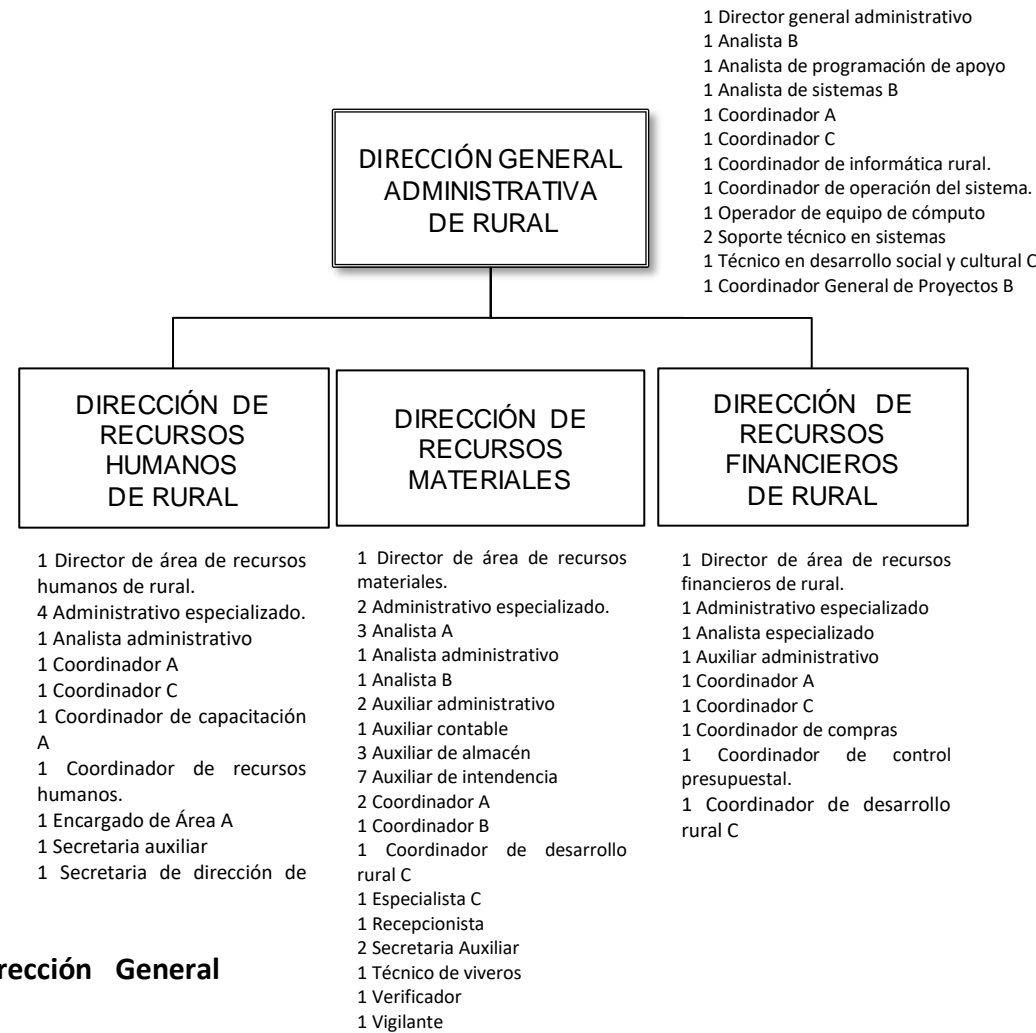 1 Director general administrativo
1 Analista B
1 Analista de programación de apoyo
1 Analista de sistemas B
1 Coordinador A
1 Coordinador C
1 Coordinador de informática rural.
1 Coordinador de operación del sistema.
1 Operador de equipo de cómputo
2 Soporte técnico en sistemas
1 Técnico en desarrollo social y cultural C
1 Coordinador General de Proyectos B
DIRECCIÓN GENERAL
ADMINISTRATIVA
DE RURAL
DIRECCIÓN DE
RECURSOS
HUMANOS
DE RURAL
1 Director de área de recursos
humanos de rural.
4 Administrativo especializado.
1 Analista administrativo
1 Coordinador A
1 Coordinador C
1 Coordinador de capacitación
A
1 Coordinador de recursos
humanos.
1 Encargado de Área A
1 Secretaria auxiliar
1 Secretaria de dirección de
DIRECCIÓN DE
RECURSOS
MATERIALES
1 Director de área de recursos
materiales.
2 Administrativo especializado.
3 Analista A
1 Analista administrativo
1 Analista B
2 Auxiliar administrativo
1 Auxiliar contable
3 Auxiliar de almacén
7 Auxiliar de intendencia
2 Coordinador A
1 Coordinador B
1 Coordinador de desarrollo
rural C
1 Especialista C
1 Recepcionista
2 Secretaria Auxiliar
1 Técnico de viveros
1 Verificador
1 Vigilante
DIRECCIÓN DE
RECURSOS
FINANCIEROS
DE RURAL
1 Director de área de recursos
financieros de rural.
1 Administrativo especializado
1 Analista especializado
1 Auxiliar administrativo
1 Coordinador A
1 Coordinador C
1 Coordinador de compras
1 Coordinador de control
presupuestal.
1 Coordinador de desarrollo
rural C
rección General